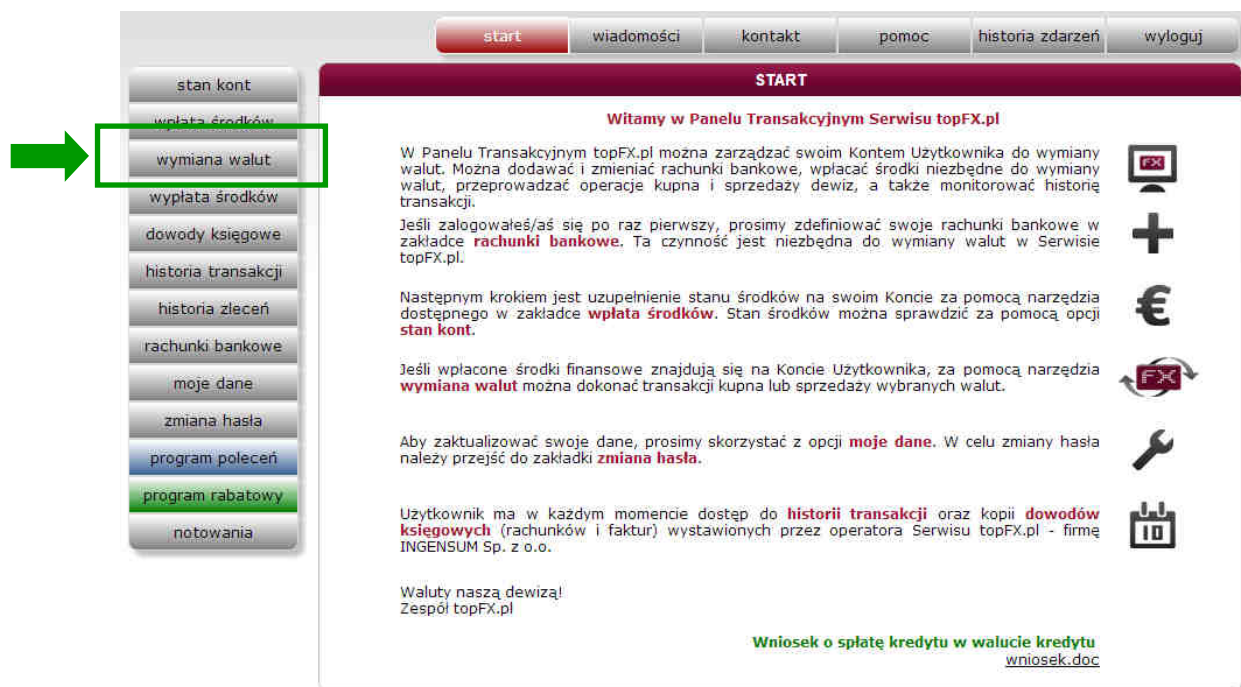 start wiadomości kontakt pomoc historia zdarzeń wyloguj
stan kont
wpłata środków
wymiana walut
wypłata środków
dowody księgowe
historia transakcji
historia zleceń
rachunki bankowe
moje dane
zmiana hasła
program poleceń
program rabatowy
notowania
START
Witamy w Panelu Transakcyjnym Serwisu topFX.pl
W Panelu Transakcyjnym topFX.pl można zarządzać swoim Kontem Użytkownika do wymiany
walut. Można dodawać i zmieniać rachunki bankowe, wpłacać środki niezbędne do wymiany
walut, przeprowadzać operacje kupna i sprzedaży dewiz, a także monitorować historię
transakcji.
Jeśli zalogowałeś/aś się po raz pierwszy, prosimy zdefiniować swoje rachunki bankowe w
zakładce rachunki bankowe. Ta czynność jest niezbędna do wymiany walut w Serwisie
topFX.pl.
Następnym krokiem jest uzupełnienie stanu środków na swoim Koncie za pomocą narzędzia
dostępnego w zakładce wpłata środków. Stan środków można sprawdzić za pomocą opcji
stan kont.
Jeśli wpłacone środki finansowe znajdują się na Koncie Użytkownika, za pomocą narzędzia
wymiana walut można dokonać transakcji kupna lub sprzedaży wybranych walut.
Aby zaktualizować swoje dane, prosimy skorzystać z opcji moje dane. W celu zmiany hasła
należy przejść do zakładki zmiana hasła.
Użytkownik ma w każdym momencie dostęp do historii transakcji oraz kopii dowodów
księgowych (rachunków i faktur) wystawionych przez operatora Serwisu topFX.pl - firmę
INGENSUM Sp. z o.o.
Waluty naszą dewizą!
Zespół topFX.pl
Wniosek o spłatę kredytu w walucie kredytu
wniosek.doc
FX
€
FX
10